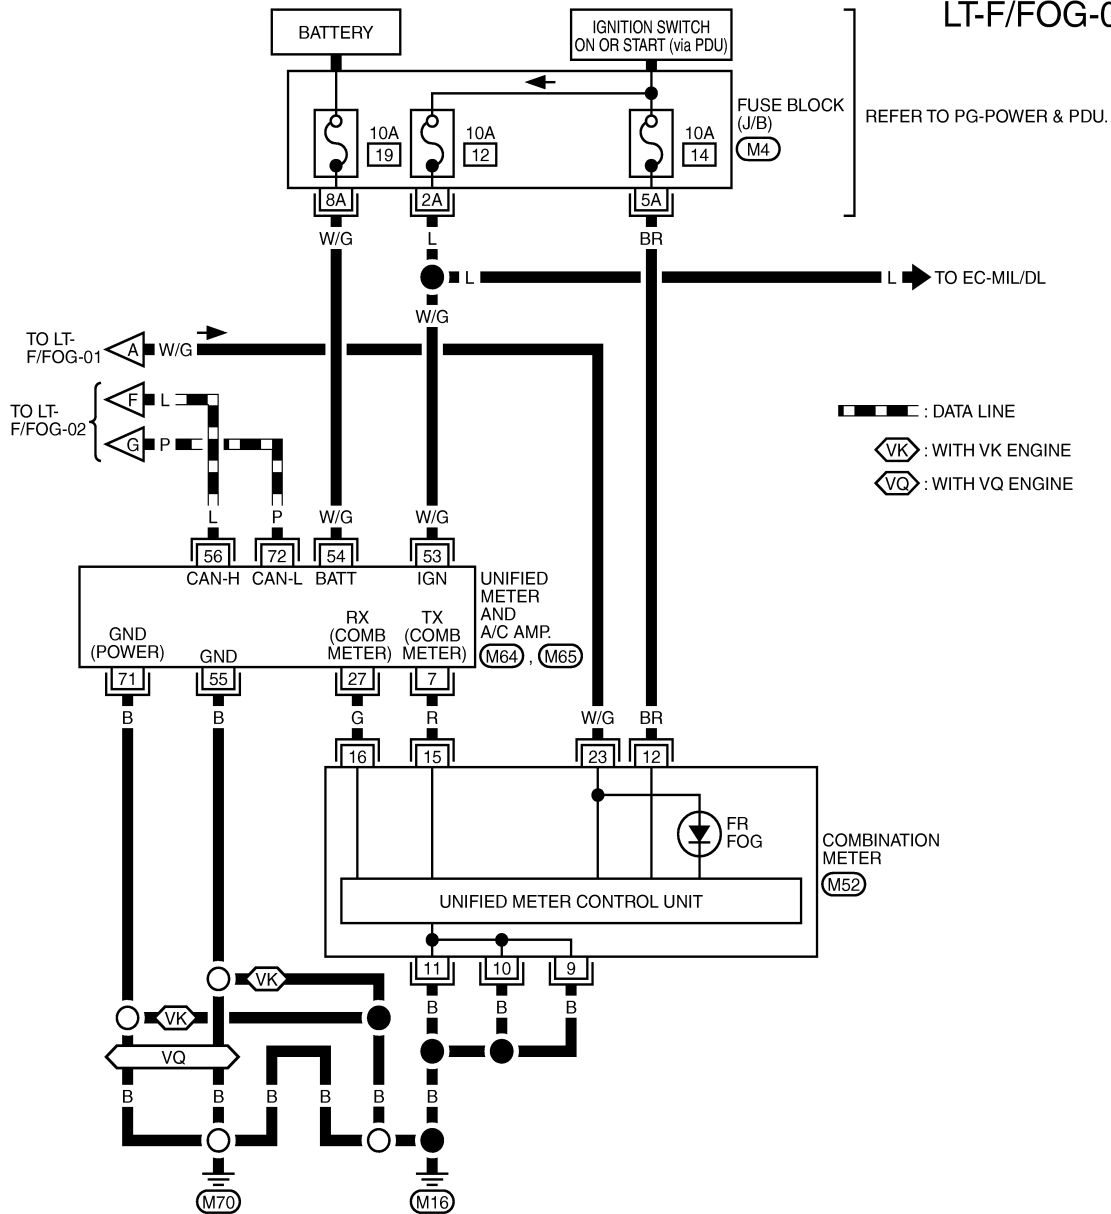 LT-F/FOG-0
BATTERY
IGNITION SWITCH
ON OR START (via PDU)
FUSE BLOCK
(J/B)
M4
REFER TO PG-POWER & PDU.
10A
19
10A
12
10A
14
8A
2A
5A
W/G
L
BR
L
L
TO EC-MIL/DL
W/G
TO LT-
F/FOG-01
A
W/G
TO LT-
F/FOG-02
F
L
G
P
: DATA LINE
VK
: WITH VK ENGINE
VQ
: WITH VQ ENGINE
L
P
W/G
W/G
56
72
54
53
CAN-H
CAN-L
BATT
IGN
UNIFIED
METER
AND
A/C AMP.
M64
,
M65
GND
(POWER)
GND
RX
(COMB
METER)
TX
(COMB
METER)
71
55
27
7
B
B
G
R
W/G
BR
16
15
23
12
FR
FOG
COMBINATION
METER
M52
UNIFIED METER CONTROL UNIT
11
10
9
VK
B
B
B
VK
VQ
B
B
B
B
B
B
M70
M16